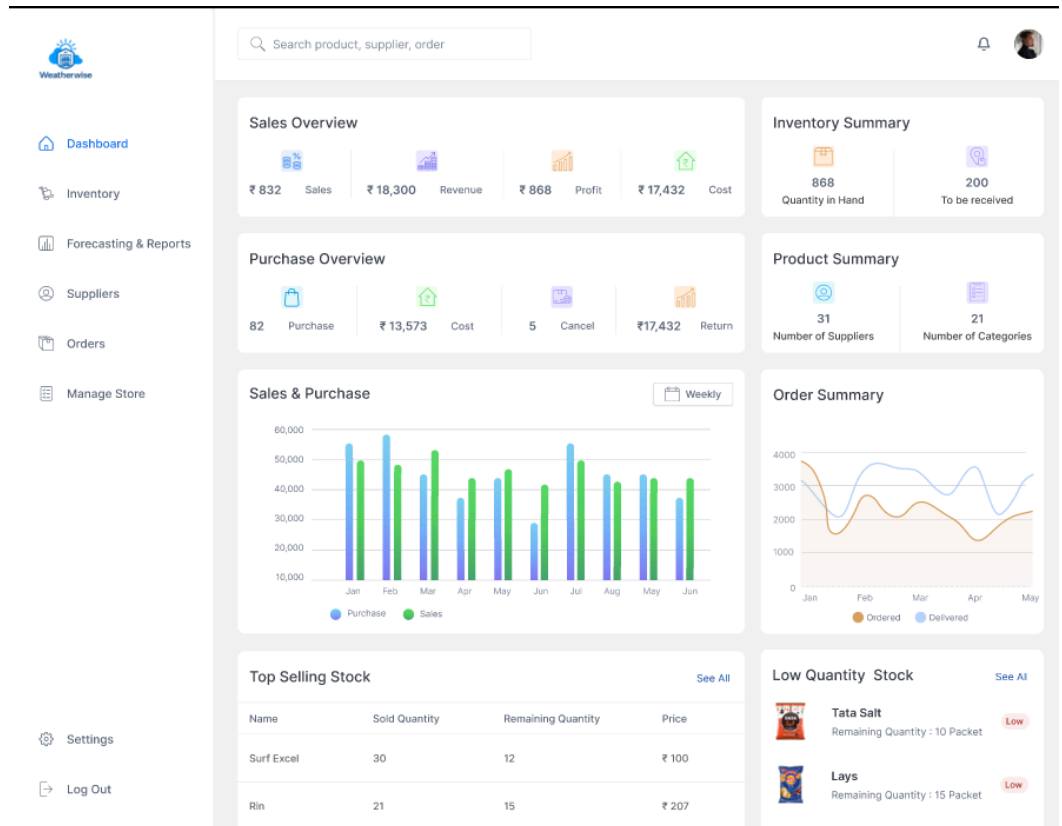 Weatherwise
Search product, supplier, order
Dashboard
Inventory
Forecasting & Reports
Suppliers
Orders
Manage Store
Settings
Log Out
Sales Overview
₹ 832 Sales ₹ 18,300 Revenue ₹ 868 Profit ₹ 17,432 Cost
Inventory Summary
868 200
Quantity in Hand To be received
Purchase Overview
82 Purchase ₹ 13,573 Cost 5 Cancel ₹17,432 Return
Product Summary
31 21
Number of Suppliers Number of Categories
Sales & Purchase Weekly
60,000
50,000
40,000
30,000
20,000
10,000
Jan Feb Mar Apr May Jun Jul Aug May Jun
Purchase Sales
Order Summary
4000
3000
2000
1000
0
Jan Feb Mar Apr May
Ordered Delivered
Top Selling Stock See All
Name Sold Quantity Remaining Quantity Price
Surf Excel 30 12 ₹ 100
Rin 21 15 ₹ 207
Low Quantity Stock See All
Tata Salt
Remaining Quantity : 10 Packet Low
Lays
Remaining Quantity : 15 Packet Low